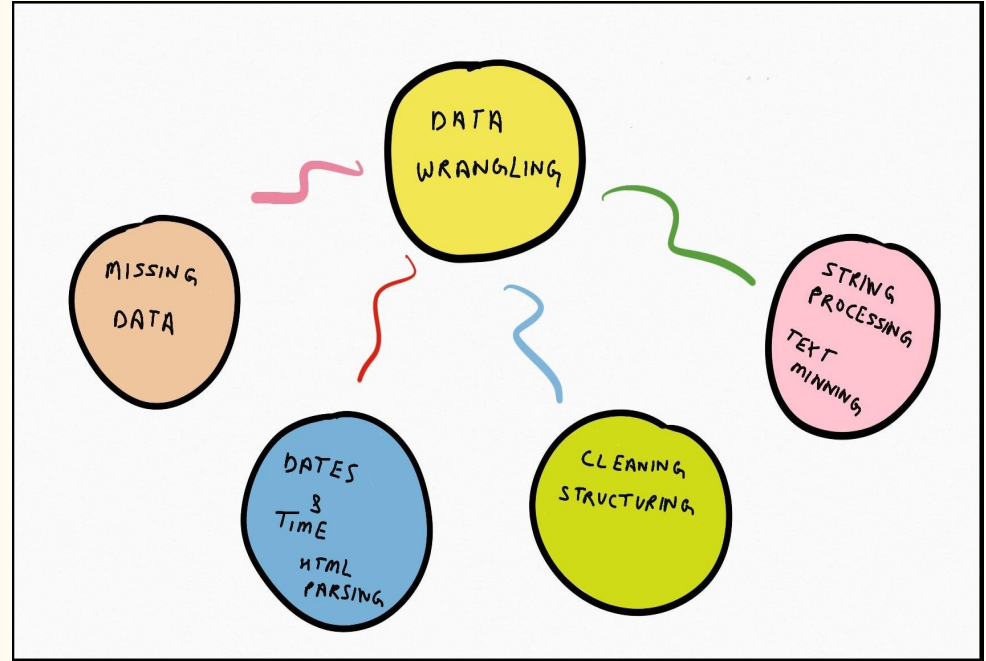 DATA
WRANGLING
MISSING
DATA
STRING
PROCESSING
TEXT
MINNING
DATES
&
TIME
HTML
PARSING
CLEANING
STRUCTURING